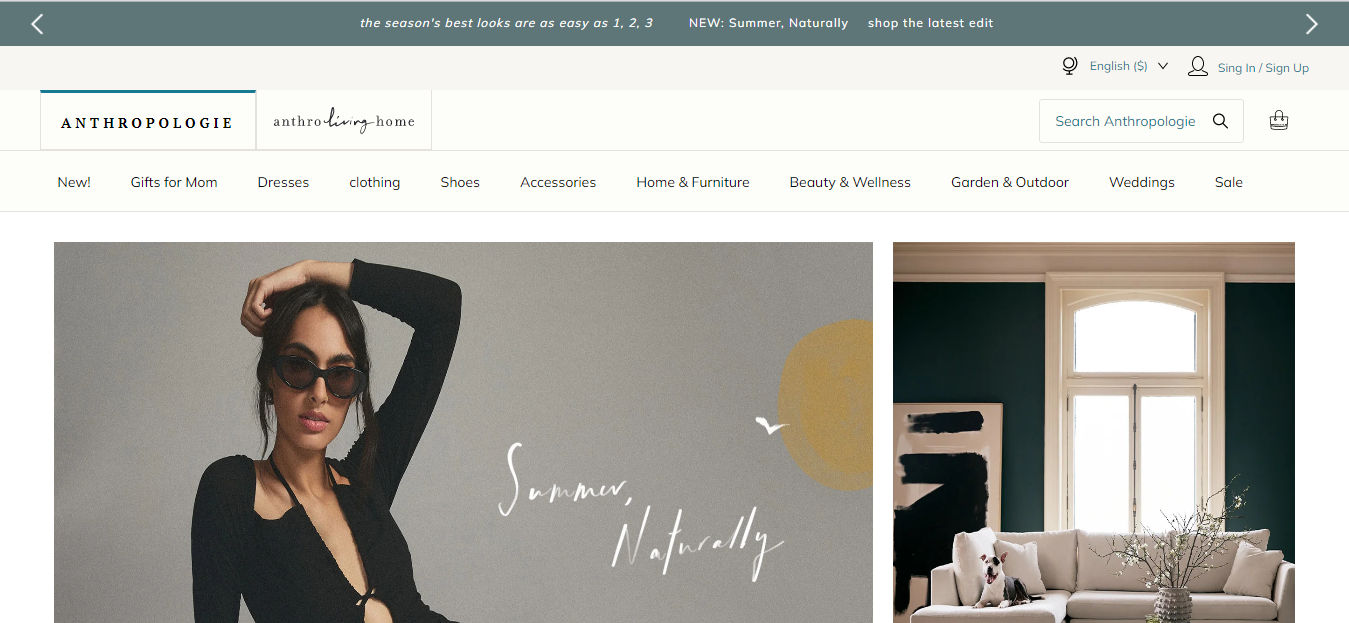 the season's best looks are as easy as 1, 2, 3 NEW: Summer, Naturally shop the latest edit
English ($) Sing In / Sign Up
ANTHROPOLOGIE anthroliving home Search Anthropologie
New! Gifts for Mom Dresses clothing Shoes Accessories Home & Furniture Beauty & Wellness Garden & Outdoor Weddings Sale
Summer,
Naturally